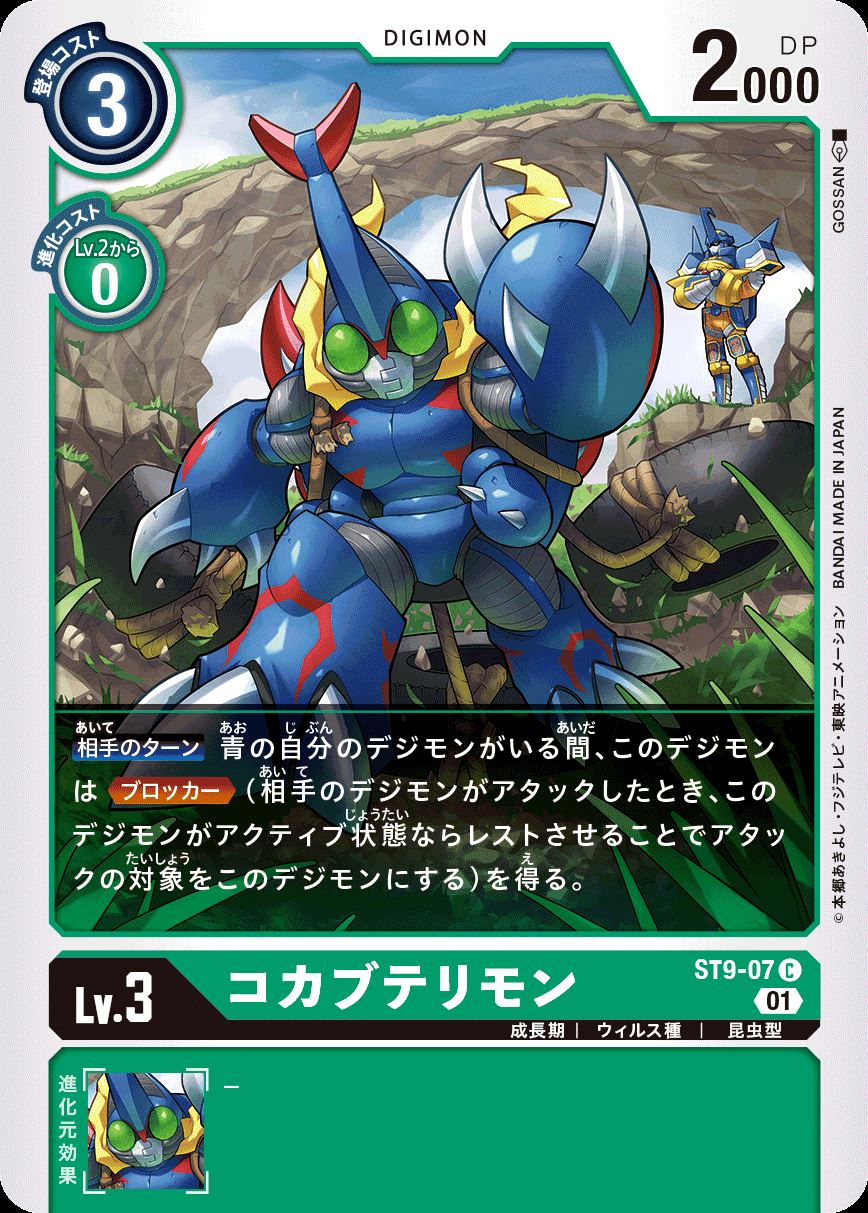 DIGIMON
登場コスト
3
DP
2000
進化コスト
Lv.2から
0
GOSSAN
BANDAI MADE IN JAPAN
©本郷あきよし・フジテレビ・東映アニメーション
あいて あお じ ぶん あいだ
相手のターン 青の自分のデジモンがいる間、このデジモン
あい て
は ブロッカー (相手のデジモンがアタックしたとき、この
じょうたい
デジモンがアクティブ状態ならレストさせることでアタッ
たいしょう え
クの対象をこのデジモンにする)を得る。
Lv.3
コカブテリモン
ST9-07 C
01
成長期 | ウィルス種 | 昆虫型
進化元効果
–